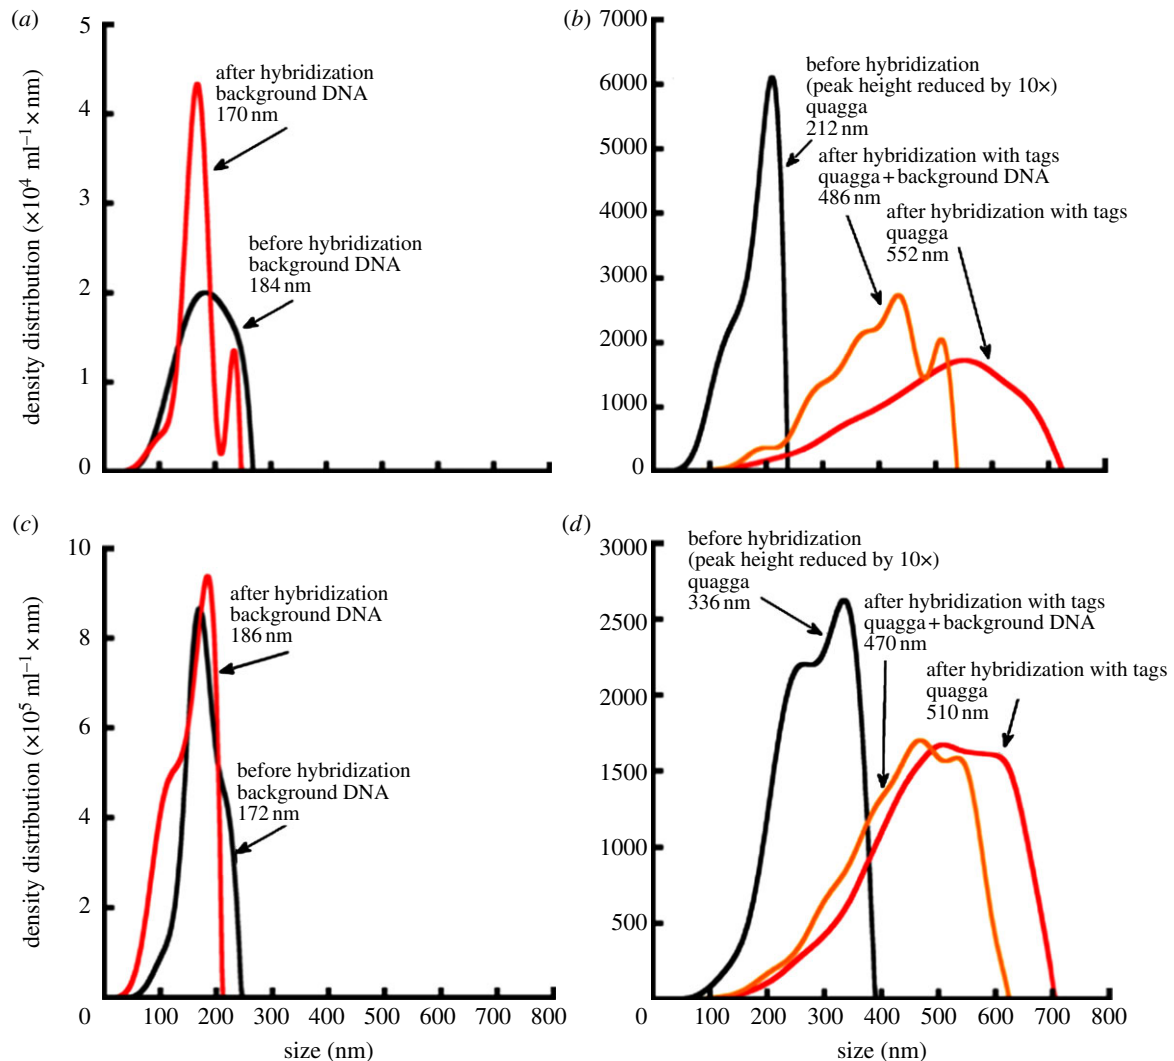 (a)
density distribution (×10⁴ ml⁻¹ × nm)
5
4
3
2
1
0
after hybridization
background DNA
170 nm
before hybridization
background DNA
184 nm
(b)
7000
6000
5000
4000
3000
2000
1000
0
before hybridization
(peak height reduced by 10×)
quagga
212 nm
after hybridization with tags
quagga + background DNA
486 nm
after hybridization with tags
quagga
552 nm
(c)
density distribution (×10⁵ ml⁻¹ × nm)
10
8
6
4
2
after hybridization
background DNA
186 nm
before hybridization
background DNA
172 nm
0 100 200 300 400 500 600 700 800
size (nm)
(d)
3000
2500
2000
1500
1000
500
before hybridization
(peak height reduced by 10×)
quagga
336 nm
after hybridization with tags
quagga + background DNA
470 nm
after hybridization with tags
quagga
510 nm
0 100 200 300 400 500 600 700 800
size (nm)